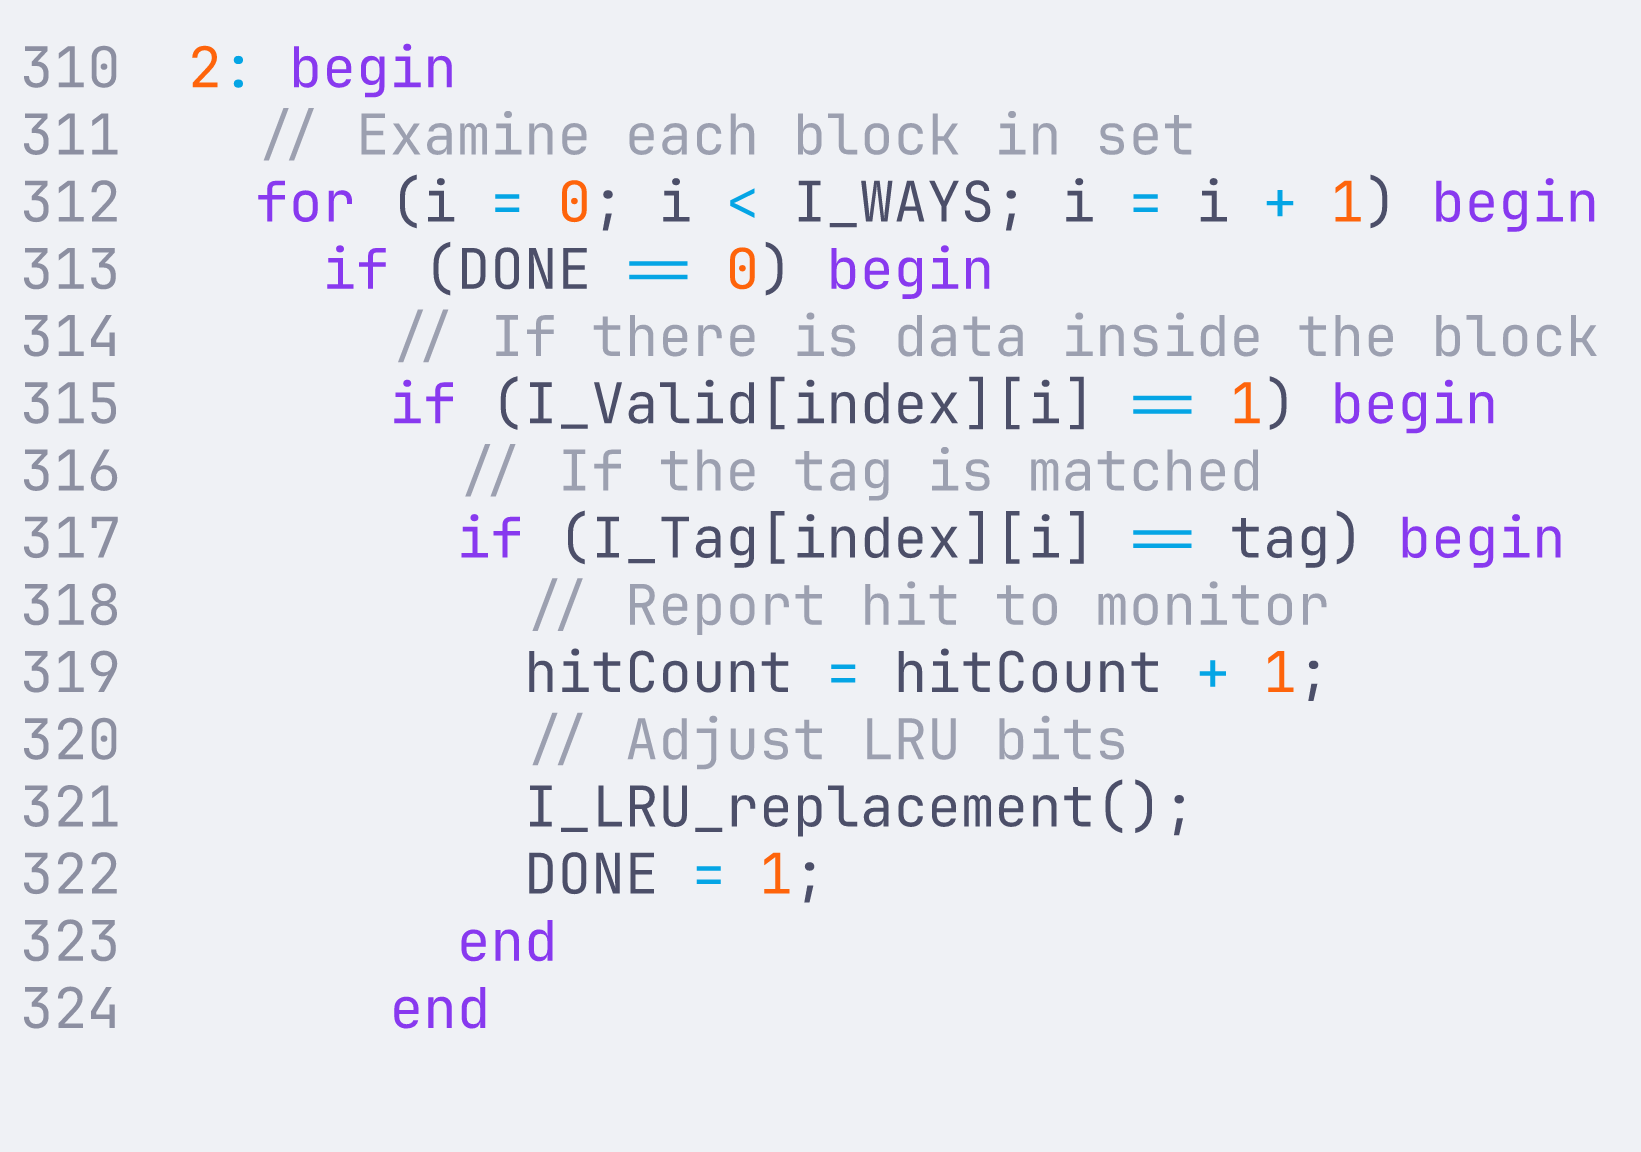 310  2: begin
311    // Examine each block in set
312    for (i = 0; i < I_WAYS; i = i + 1) begin
313      if (DONE == 0) begin
314        // If there is data inside the block
315        if (I_Valid[index][i] == 1) begin
316          // If the tag is matched
317          if (I_Tag[index][i] == tag) begin
318            // Report hit to monitor
319            hitCount = hitCount + 1;
320            // Adjust LRU bits
321            I_LRU_replacement();
322            DONE = 1;
323          end
324        end